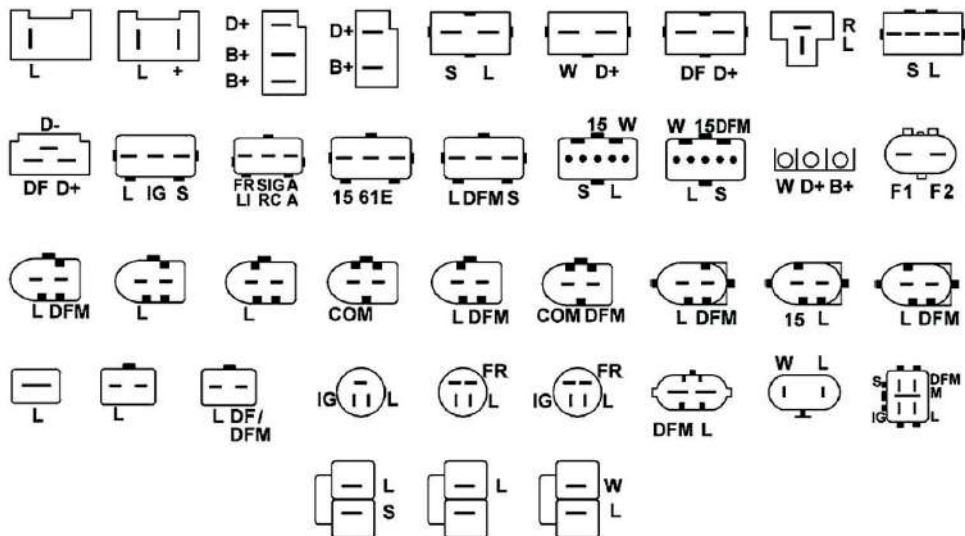 D+
B+
B+
D+
B+
R
L
L
L +
S L
W D+
DF D+
S L
D-
DF D+
L IG S
FR SIG A
LI RC A
15 61E
L DFM S
15 W
S L
W 15DFM
L S
W D+ B+
F1 F2
L DFM
L
L
COM
L DFM
COM DFM
L DFM
15 L
L DFM
L
L
L DF/
DFM
IG L
FR
L
FR
IG L
DFM L
W L
S DFM
M
IG L
L
S
L
W
L